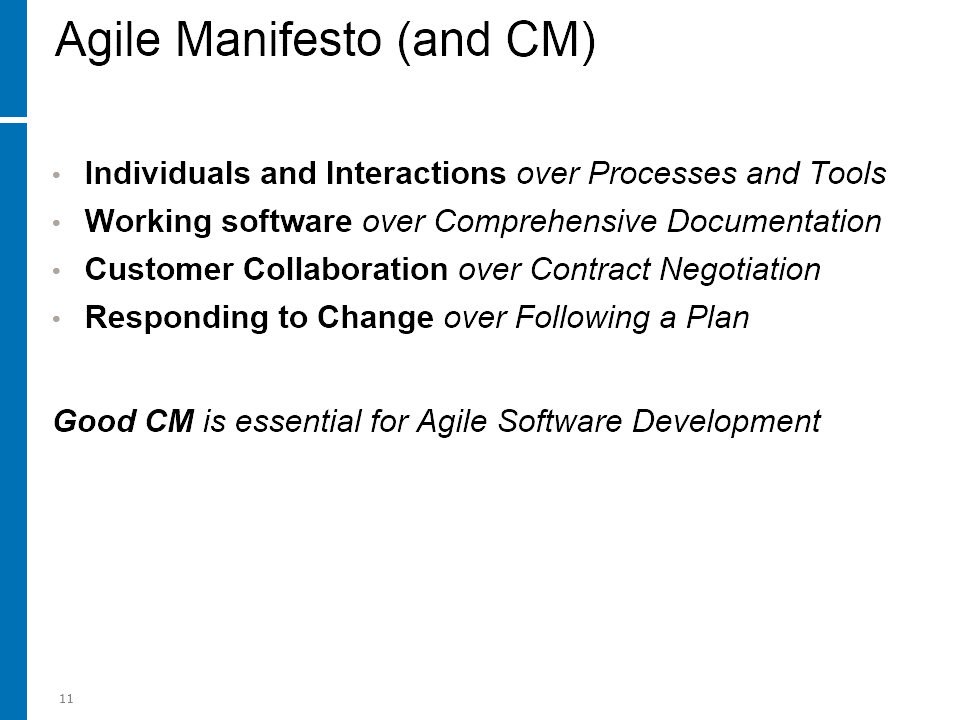 Agile Manifesto (and CM)
• Individuals and Interactions over Processes and Tools
• Working software over Comprehensive Documentation
• Customer Collaboration over Contract Negotiation
• Responding to Change over Following a Plan
Good CM is essential for Agile Software Development
11